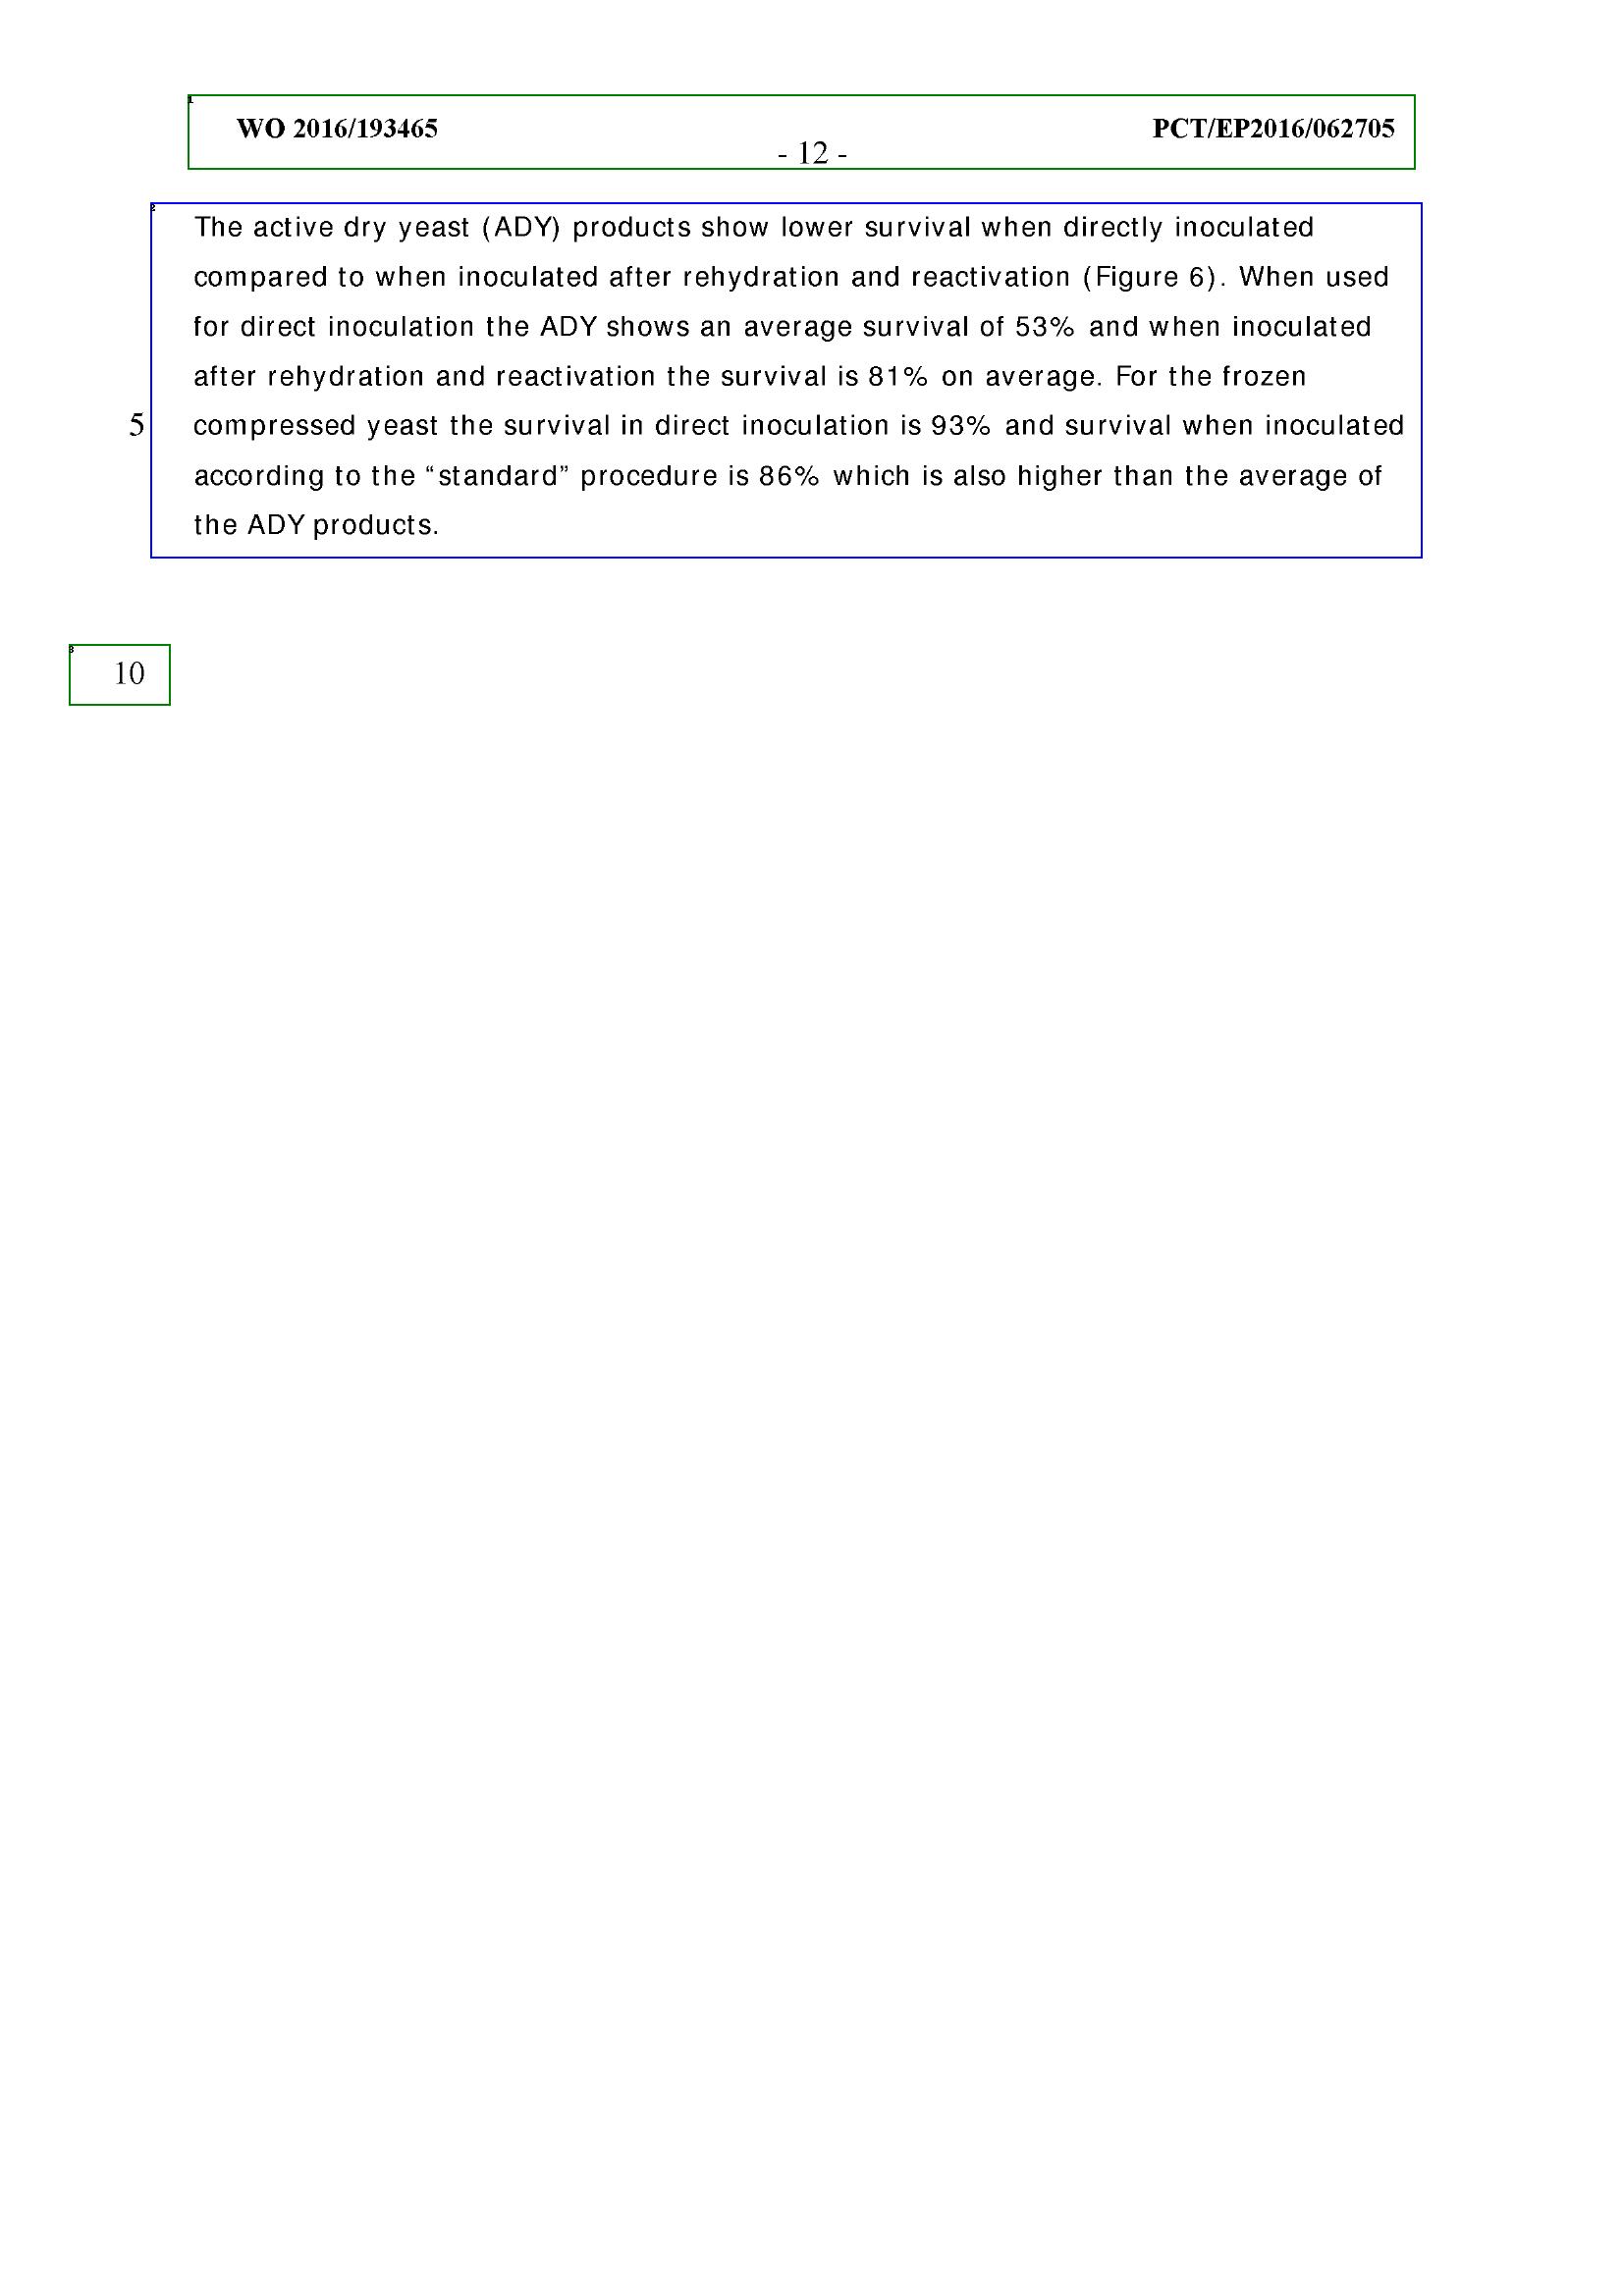 WO 2016/193465 PCT/EP2016/062705
- 12 -
The active dry yeast (ADY) products show lower survival when directly inoculated
compared to when inoculated after rehydration and reactivation (Figure 6). When used
for direct inoculation the ADY shows an average survival of 53% and when inoculated
after rehydration and reactivation the survival is 81% on average. For the frozen
5 compressed yeast the survival in direct inoculation is 93% and survival when inoculated
according to the “standard” procedure is 86% which is also higher than the average of
the ADY products.
10